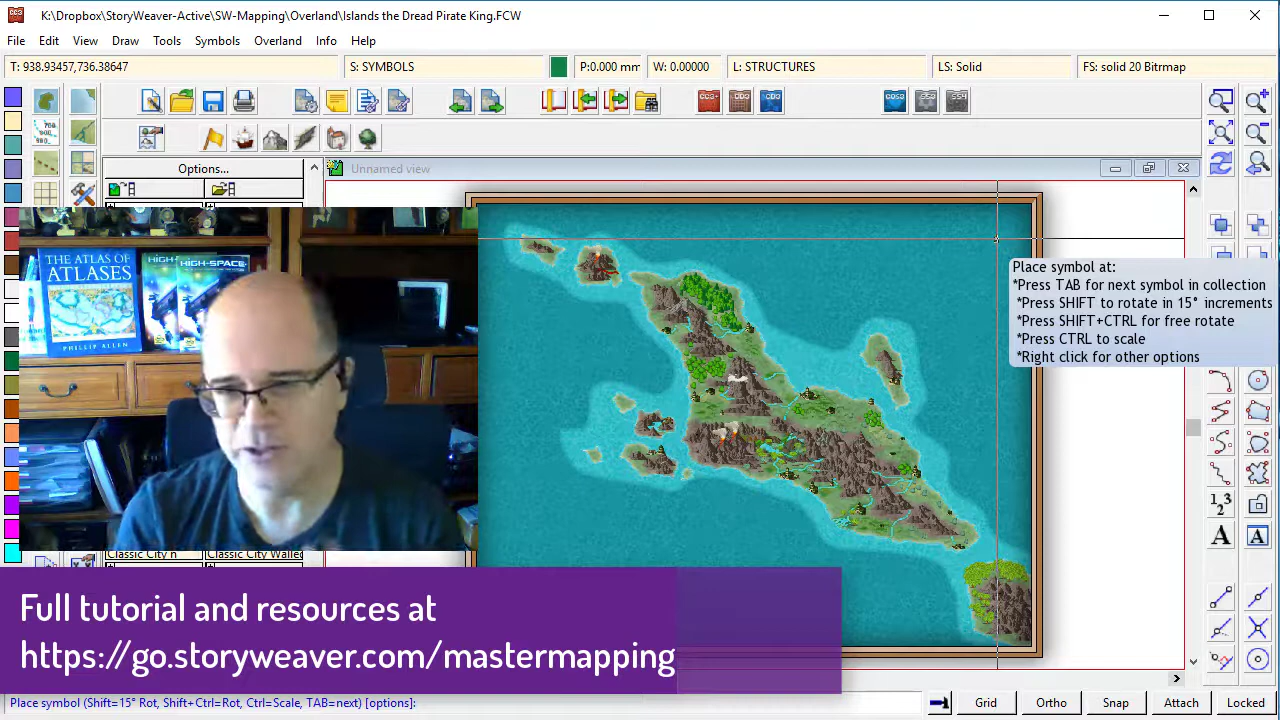 K:\Dropbox\StoryWeaver-Active\SW-Mapping\Overland\Islands the Dread Pirate King.FCW
File Edit View Draw Tools Symbols Overland Info Help
T: 938.93457,736.38647 S: SYMBOLS P:0.000 mm W: 0.00000 L: STRUCTURES LS: Solid FS: solid 20 Bitmap
Options...
Unnamed view
THE ATLAS
OF ATLASES
PHILLIP ALLEN
HIGH-SPACE
Place symbol at:
*Press TAB for next symbol in collection
*Press SHIFT to rotate in 15° increments
*Press SHIFT+CTRL for free rotate
*Press CTRL to scale
*Right click for other options
Classic City n Classic City Walled
Full tutorial and resources at
https://go.storyweaver.com/mastermapping
Place symbol (Shift=15° Rot, Shift+Ctrl=Rot, Ctrl=Scale, TAB=next) [options]:
Grid Ortho Snap Attach Locked